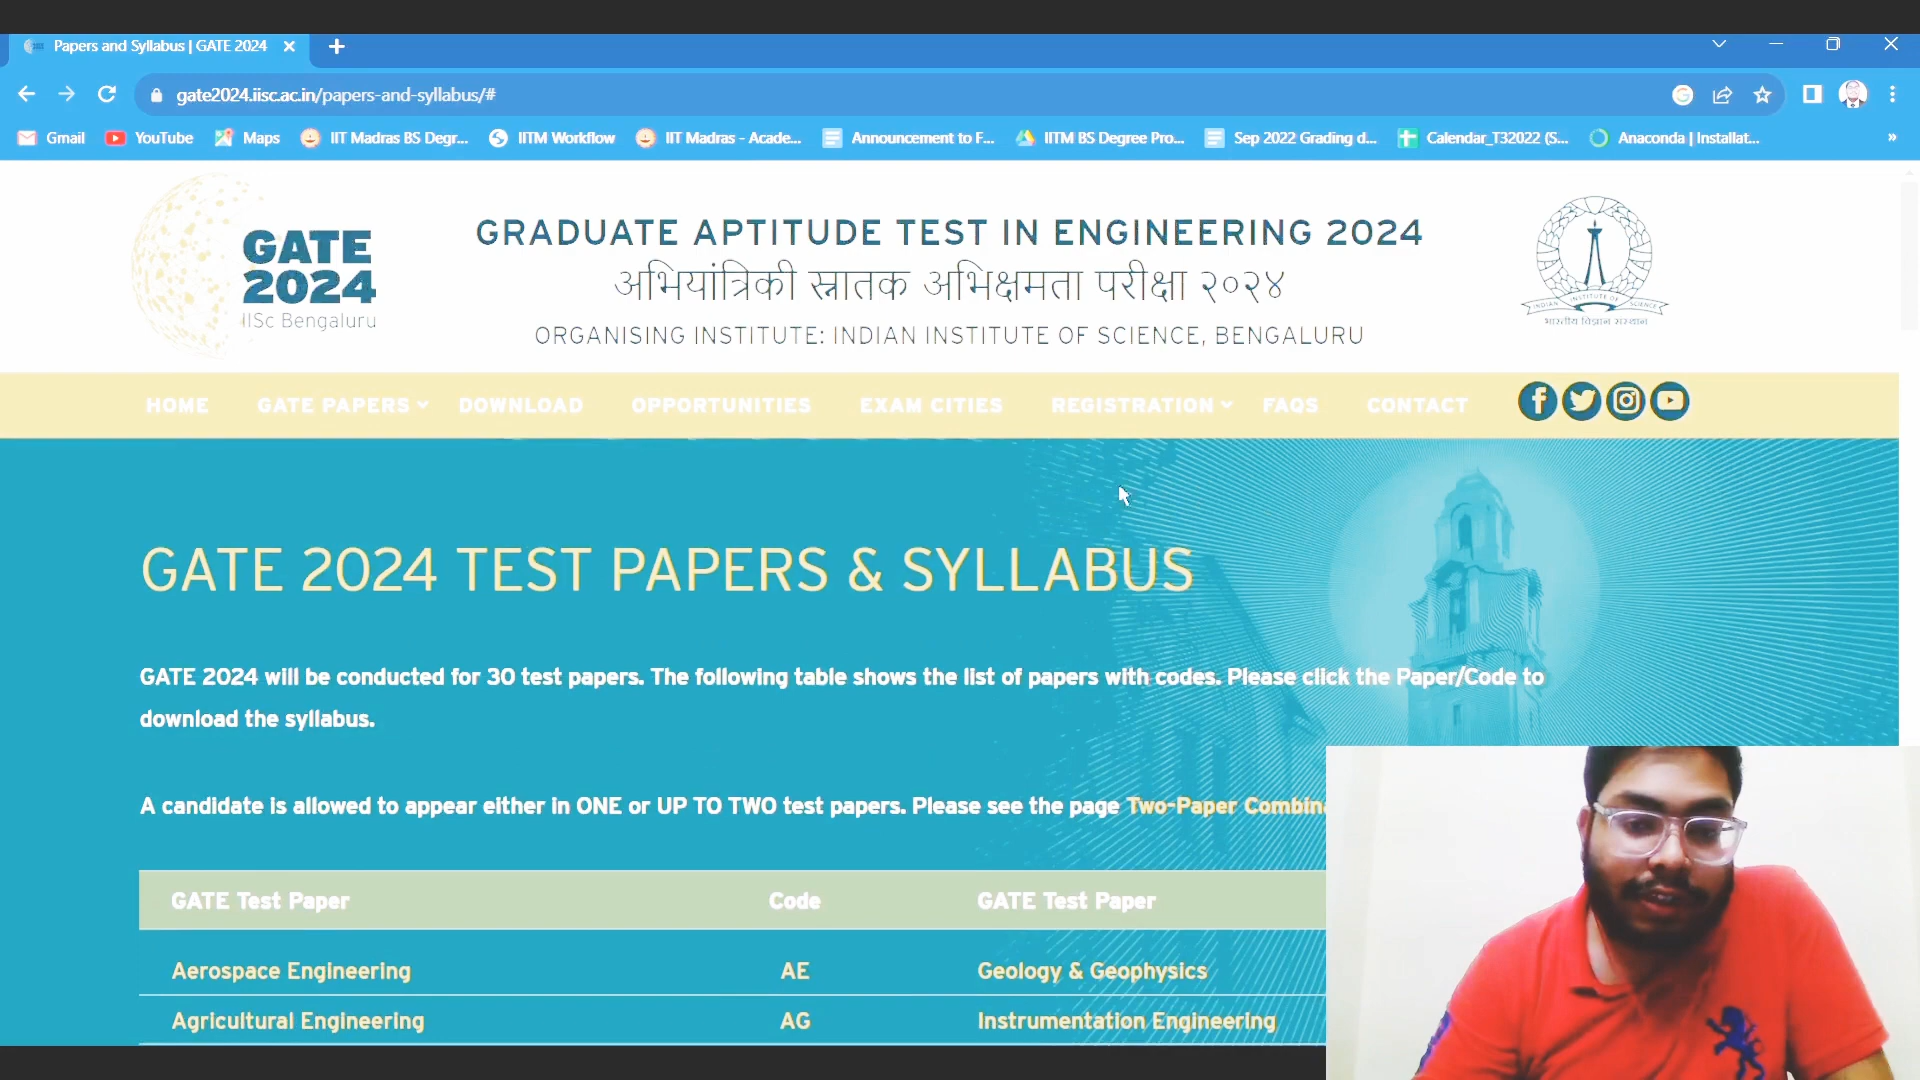 Papers and Syllabus | GATE 2024
gate2024.iisc.ac.in/papers-and-syllabus/#
Gmail
YouTube
Maps
IIT Madras BS Degr...
IITM Workflow
IIT Madras - Acade...
Announcement to F...
IITM BS Degree Pro...
Sep 2022 Grading d...
Calendar_T32022 (S...
Anaconda | Installat...
»
GATE
2024
IISc Bengaluru
GRADUATE APTITUDE TEST IN ENGINEERING 2024
अभियांत्रिकी स्नातक अभिक्षमता परीक्षा २०२४
ORGANISING INSTITUTE: INDIAN INSTITUTE OF SCIENCE, BENGALURU
INDIAN INSTITUTE OF SCIENCE
भारतीय विज्ञान संस्थान
HOME GATE PAPERS DOWNLOAD OPPORTUNITIES EXAM CITIES REGISTRATION FAQS CONTACT
GATE 2024 TEST PAPERS & SYLLABUS
GATE 2024 will be conducted for 30 test papers. The following table shows the list of papers with codes. Please click the Paper/Code to
download the syllabus.
A candidate is allowed to appear either in ONE or UP TO TWO test papers. Please see the page Two-Paper Combina
GATE Test Paper Code GATE Test Paper
Aerospace Engineering AE Geology & Geophysics
Agricultural Engineering AG Instrumentation Engineering